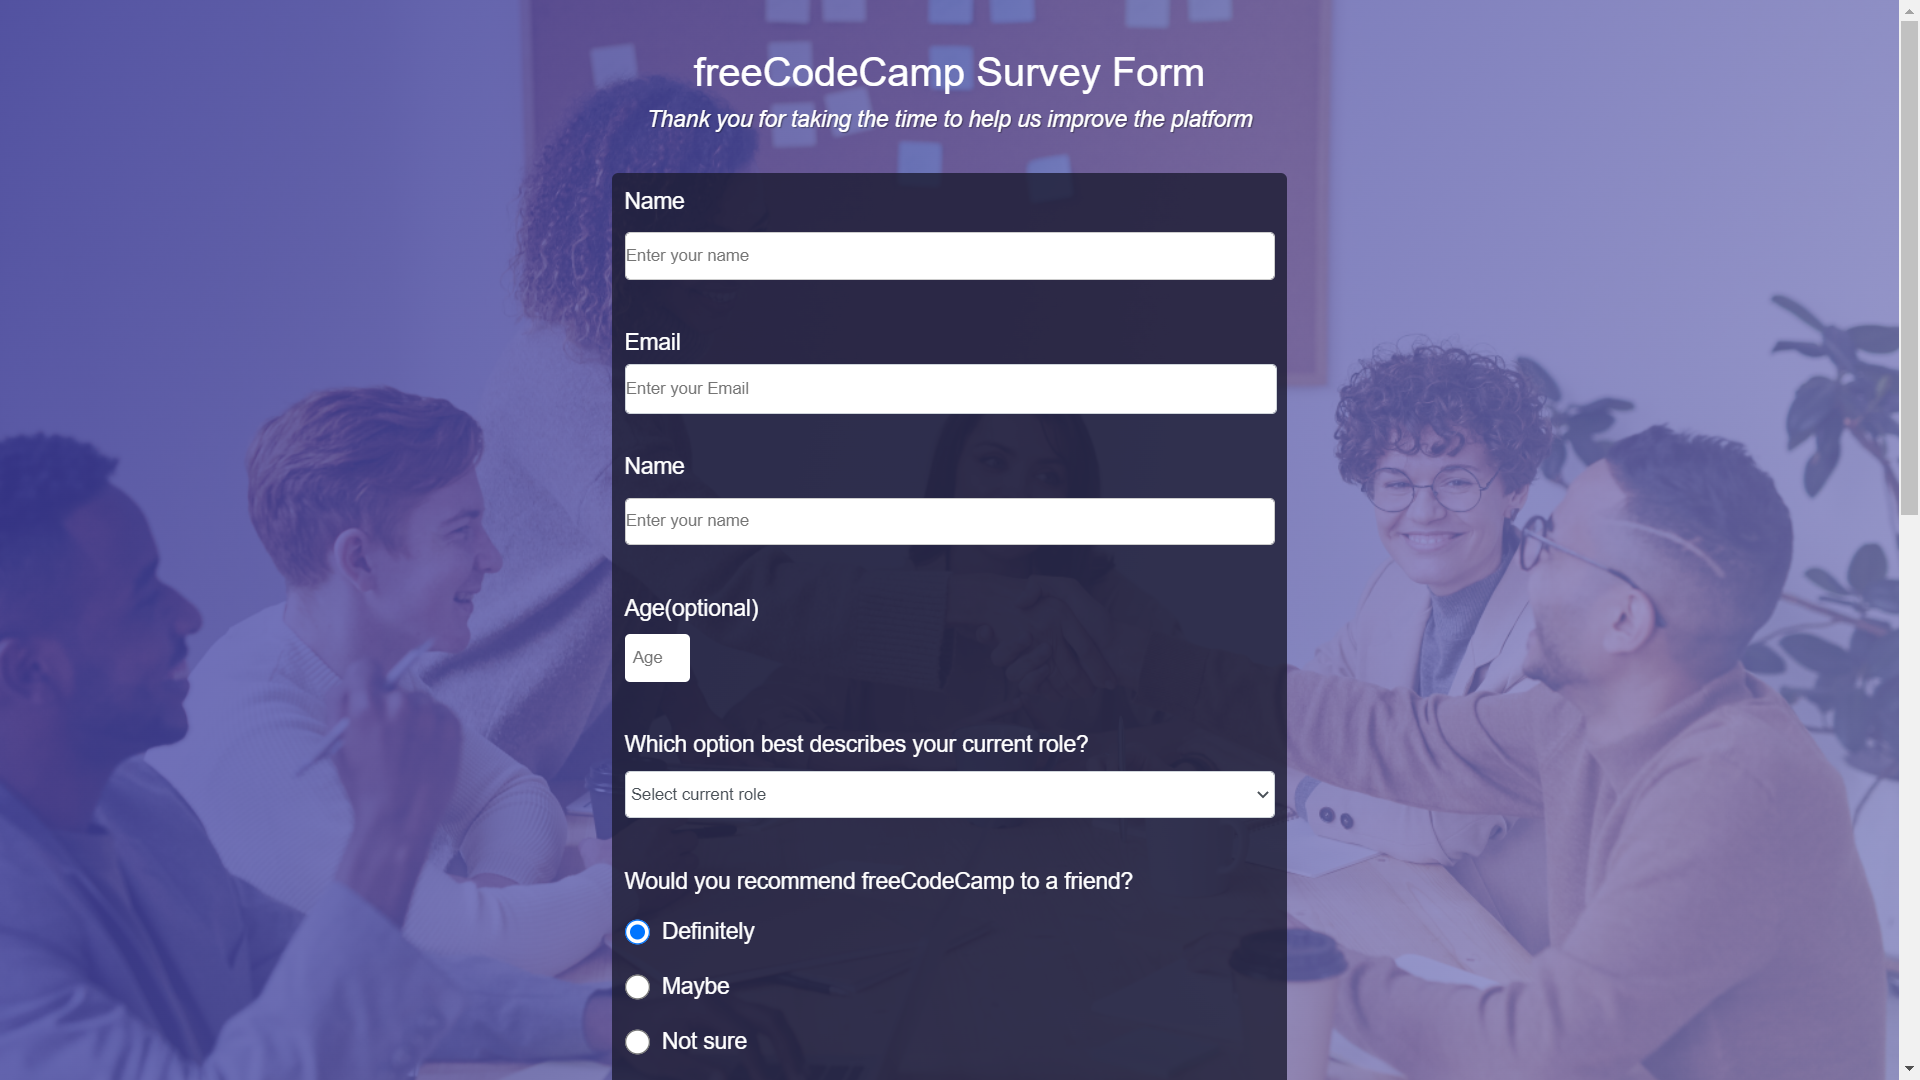 freeCodeCamp Survey Form
Thank you for taking the time to help us improve the platform
Name
Enter your name
Email
Enter your Email
Name
Enter your name
Age(optional)
Age
Which option best describes your current role?
Select current role
Would you recommend freeCodeCamp to a friend?
Definitely
Maybe
Not sure